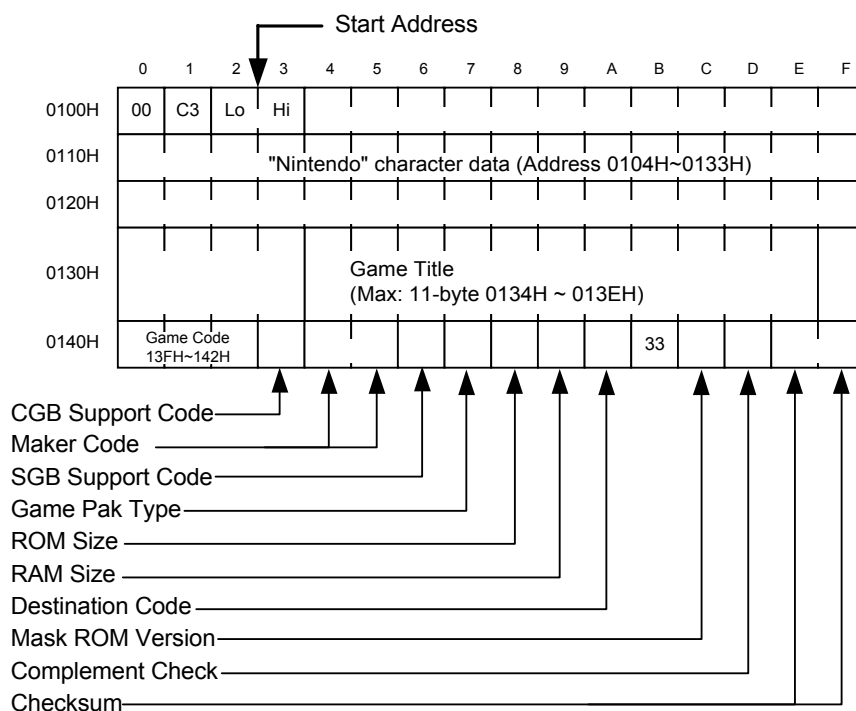 Start Address
0 1 2 3 4 5 6 7 8 9 A B C D E F
0100H 00 C3 Lo Hi
0110H "Nintendo" character data (Address 0104H~0133H)
0120H
0130H Game Title
(Max: 11-byte 0134H ~ 013EH)
0140H Game Code 33
13FH~142H
CGB Support Code
Maker Code
SGB Support Code
Game Pak Type
ROM Size
RAM Size
Destination Code
Mask ROM Version
Complement Check
Checksum